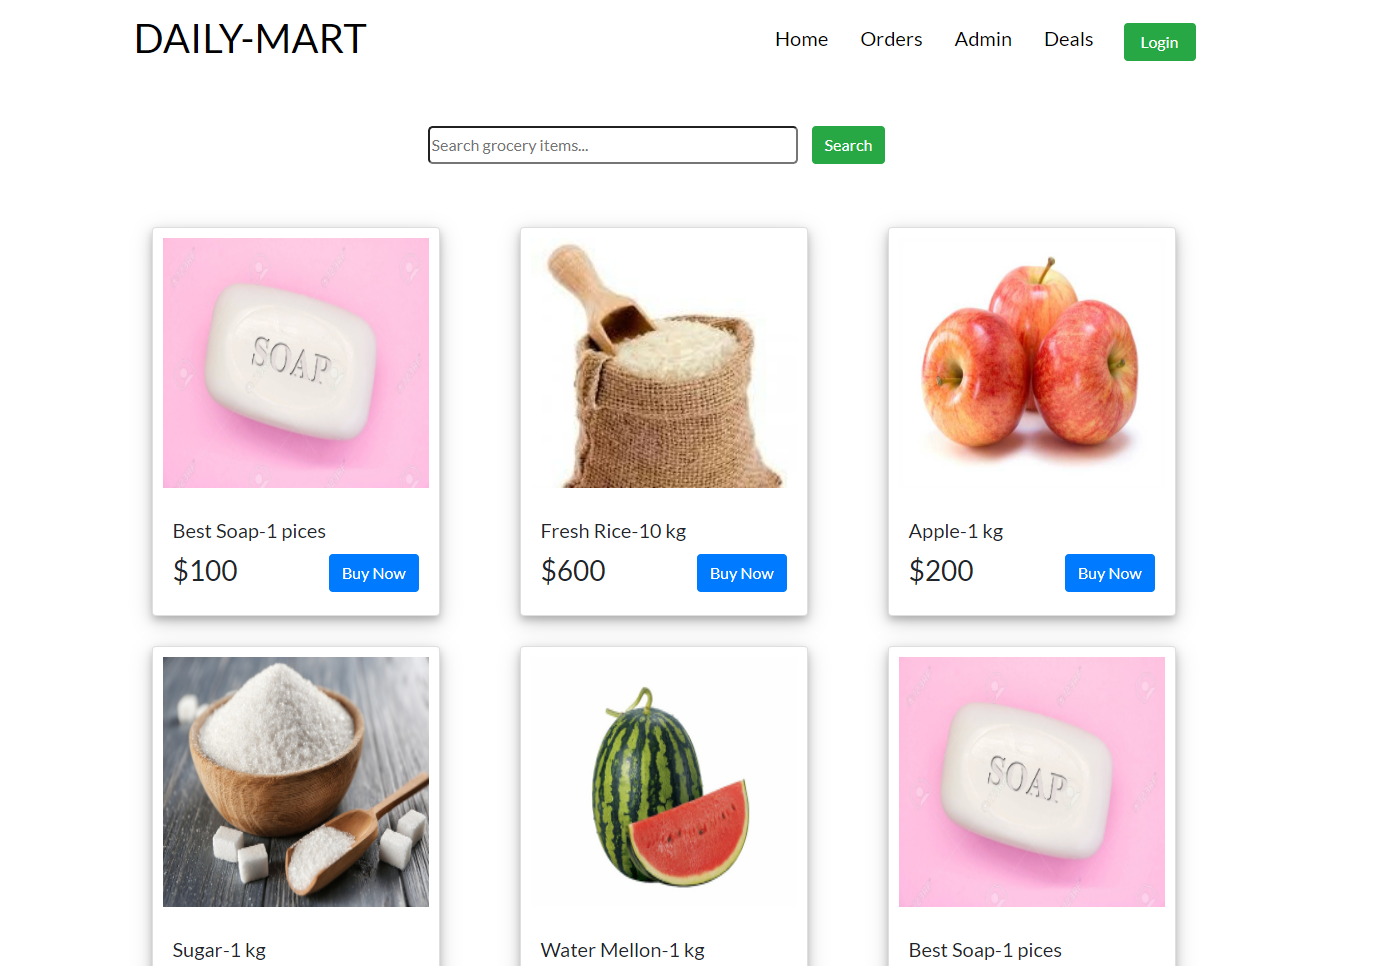 DAILY-MART
Home Orders Admin Deals Login
Search grocery items... Search
SOAP
Best Soap-1 pices
$100 Buy Now
Fresh Rice-10 kg
$600 Buy Now
Apple-1 kg
$200 Buy Now
SOAP
Sugar-1 kg
Water Mellon-1 kg
Best Soap-1 pices